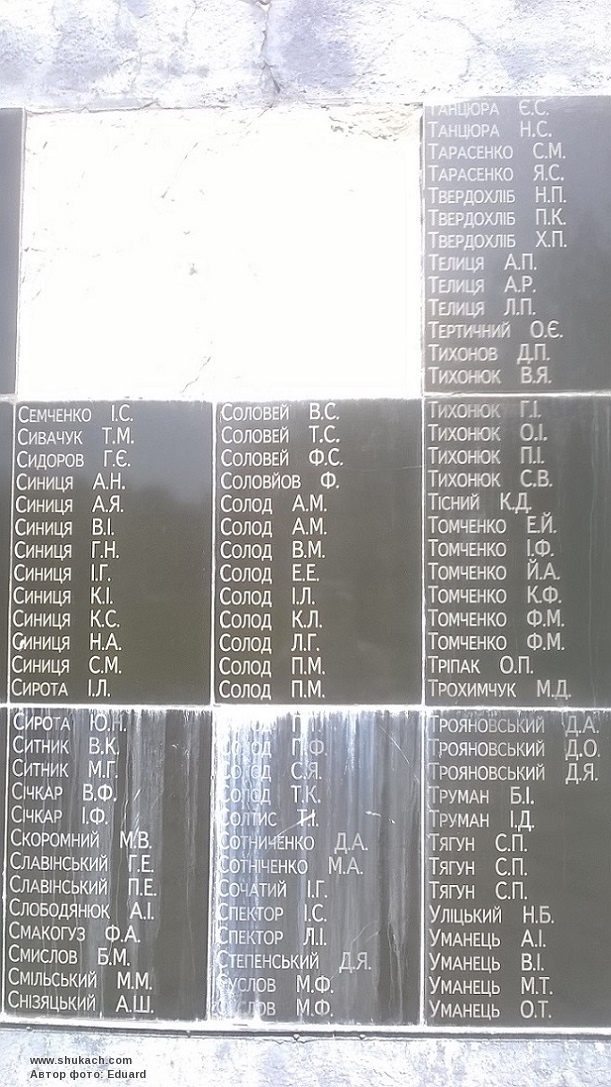 Семченко І.С.
Сивачук Т.М.
Сидоров Г.Є.
Синиця А.Н.
Синиця А.Я.
Синиця В.І.
Синиця Г.Н.
Синиця І.Г.
Синиця К.І.
Синиця К.С.
Синиця Н.А.
Синиця С.М.
Сирота І.Л.
Сирота
Ситник В.К.
Ситник М.Г.
Січкар В.Ф.
Січкар І.Ф.
Скоромний М.В.
Славінський Г.Е.
Славінський П.Е.
Слободянюк А.І.
Смакогуз Ф.А.
Смислов Б.М.
Смільський М.М.
Снізяцький А.Ш.
Соловей В.С.
Соловей Т.С.
Соловей Ф.С.
Соловйов Ф.
Солод А.М.
Солод А.М.
Солод В.М.
Солод Е.Е.
Солод І.Л.
Солод К.Л.
Солод Л.Г.
Солод П.М.
Солод П.М.
Солод
Солод П.Ф.
Солод С.Я.
Солод Т.К.
Солтис Т.І.
Сотниченко Д.А.
Сотніченко М.А.
Сочатий І.Г.
Спектор І.С.
Спектор Л.І.
Степенський Д.Я.
Суслов М.Ф.
Суслов М.Ф.
Танцюра Є.С.
Танцюра Н.С.
Тарасенко С.М.
Тарасенко Я.С.
Твердохліб Н.П.
Твердохліб П.К.
Твердохліб Х.П.
Телиця А.П.
Телиця А.Р.
Телиця Л.П.
Тертичний О.Є.
Тихонов Д.П.
Тихонюк В.Я.
Тихонюк Г.І.
Тихонюк О.І.
Тихонюк П.І.
Тихонюк С.В.
Тісний К.Д.
Томченко Е.Й.
Томченко І.Ф.
Томченко Й.А.
Томченко К.Ф.
Томченко Ф.М.
Томченко Ф.М.
Тріпак О.П.
Трохимчук М.Д.
Трояновський Д.А.
Трояновський Д.О.
Трояновський Д.Я.
Труман Б.І.
Труман І.Д.
Тягун С.П.
Тягун С.П.
Тягун С.П.
Уліцький Н.Б.
Уманець А.І.
Уманець В.І.
Уманець М.Т.
Уманець О.Т.
www.shukach.com
Автор фото: Eduard